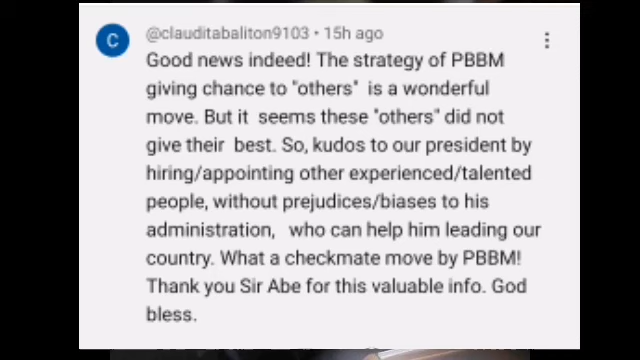 C
@clauditabaliton9103 • 15h ago
Good news indeed! The strategy of PBBM
giving chance to "others" is a wonderful
move. But it seems these "others" did not
give their best. So, kudos to our president by
hiring/appointing other experienced/talented
people, without prejudices/biases to his
administration, who can help him leading our
country. What a checkmate move by PBBM!
Thank you Sir Abe for this valuable info. God
bless.